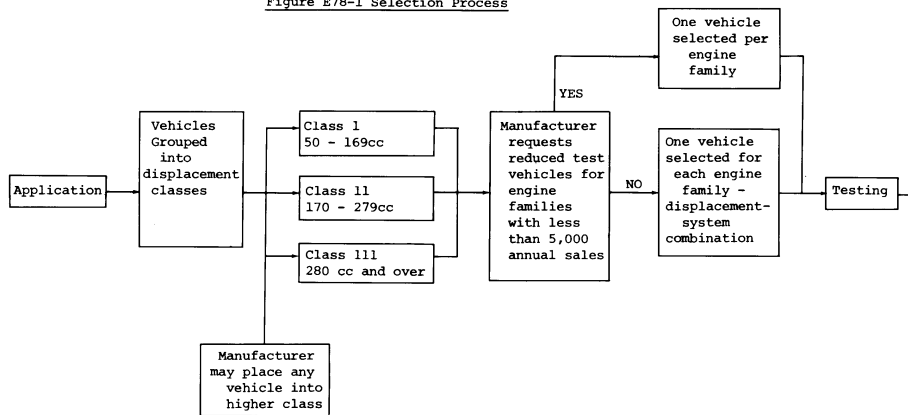 Figure E78-1 Selection Process
Application
Vehicles
Grouped
into
displacement
classes
Class l
50 - 169cc
Class ll
170 - 279cc
Class lll
280 cc and over
Manufacturer
may place any
vehicle into
higher class
Manufacturer
requests
reduced test
vehicles for
engine
families
with less
than 5,000
annual sales
YES
NO
One vehicle
selected per
engine
family
One vehicle
selected for
each engine
family -
displacement-
system
combination
Testing